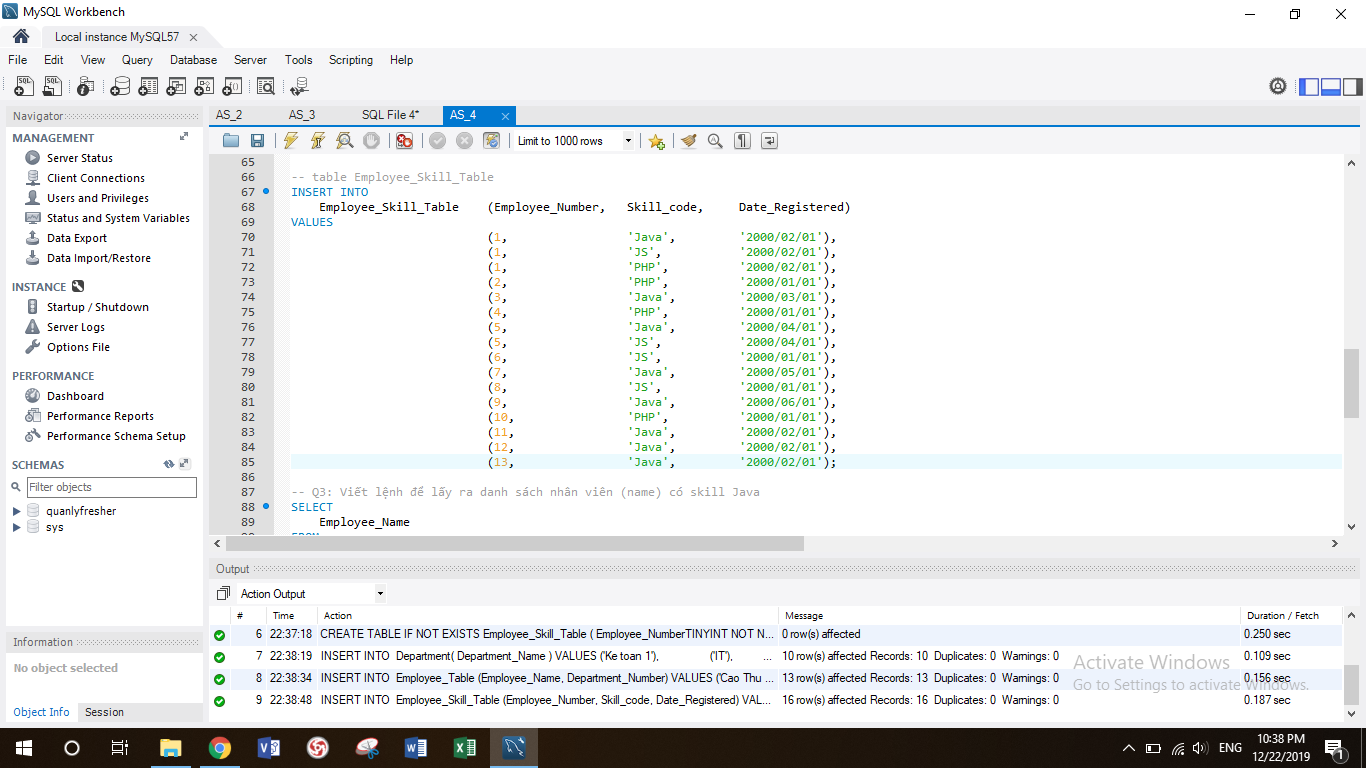 MySQL Workbench
Local instance MySQL57
File Edit View Query Database Server Tools Scripting Help
Navigator
MANAGEMENT
Server Status
Client Connections
Users and Privileges
Status and System Variables
Data Export
Data Import/Restore
INSTANCE
Startup / Shutdown
Server Logs
Options File
PERFORMANCE
Dashboard
Performance Reports
Performance Schema Setup
SCHEMAS
Filter objects
quanlyfresher
sys
Information
No object selected
Object Info Session
AS_2 AS_3 SQL File 4* AS_4
Limit to 1000 rows
65
66 -- table Employee_Skill_Table
67 INSERT INTO
68 Employee_Skill_Table (Employee_Number, Skill_code, Date_Registered)
69 VALUES
70 (1, 'Java', '2000/02/01'),
71 (1, 'JS', '2000/02/01'),
72 (1, 'PHP', '2000/02/01'),
73 (2, 'PHP', '2000/01/01'),
74 (3, 'Java', '2000/03/01'),
75 (4, 'PHP', '2000/01/01'),
76 (5, 'Java', '2000/04/01'),
77 (5, 'JS', '2000/04/01'),
78 (6, 'JS', '2000/01/01'),
79 (7, 'Java', '2000/05/01'),
80 (8, 'JS', '2000/01/01'),
81 (9, 'Java', '2000/06/01'),
82 (10, 'PHP', '2000/01/01'),
83 (11, 'Java', '2000/02/01'),
84 (12, 'Java', '2000/02/01'),
85 (13, 'Java', '2000/02/01');
86
87 -- Q3: Viết lệnh để lấy ra danh sách nhân viên (name) có skill Java
88 SELECT
89 Employee_Name
90 FROM
Output
Action Output
# Time Action Message Duration / Fetch
6 22:37:18 CREATE TABLE IF NOT EXISTS Employee_Skill_Table ( Employee_NumberTINYINT NOT N... 0 row(s) affected 0.250 sec
7 22:38:19 INSERT INTO Department( Department_Name ) VALUES ('Ke toan 1'), ('IT'), ... 10 row(s) affected Records: 10 Duplicates: 0 Warnings: 0 0.109 sec
8 22:38:34 INSERT INTO Employee_Table (Employee_Name, Department_Number) VALUES ('Cao Thu ... 13 row(s) affected Records: 13 Duplicates: 0 Warnings: 0 0.156 sec
9 22:38:48 INSERT INTO Employee_Skill_Table (Employee_Number, Skill_code, Date_Registered) VAL... 16 row(s) affected Records: 16 Duplicates: 0 Warnings: 0 0.187 sec
Activate Windows
Go to Settings to activate Windows.
ENG
10:38 PM
12/22/2019
1